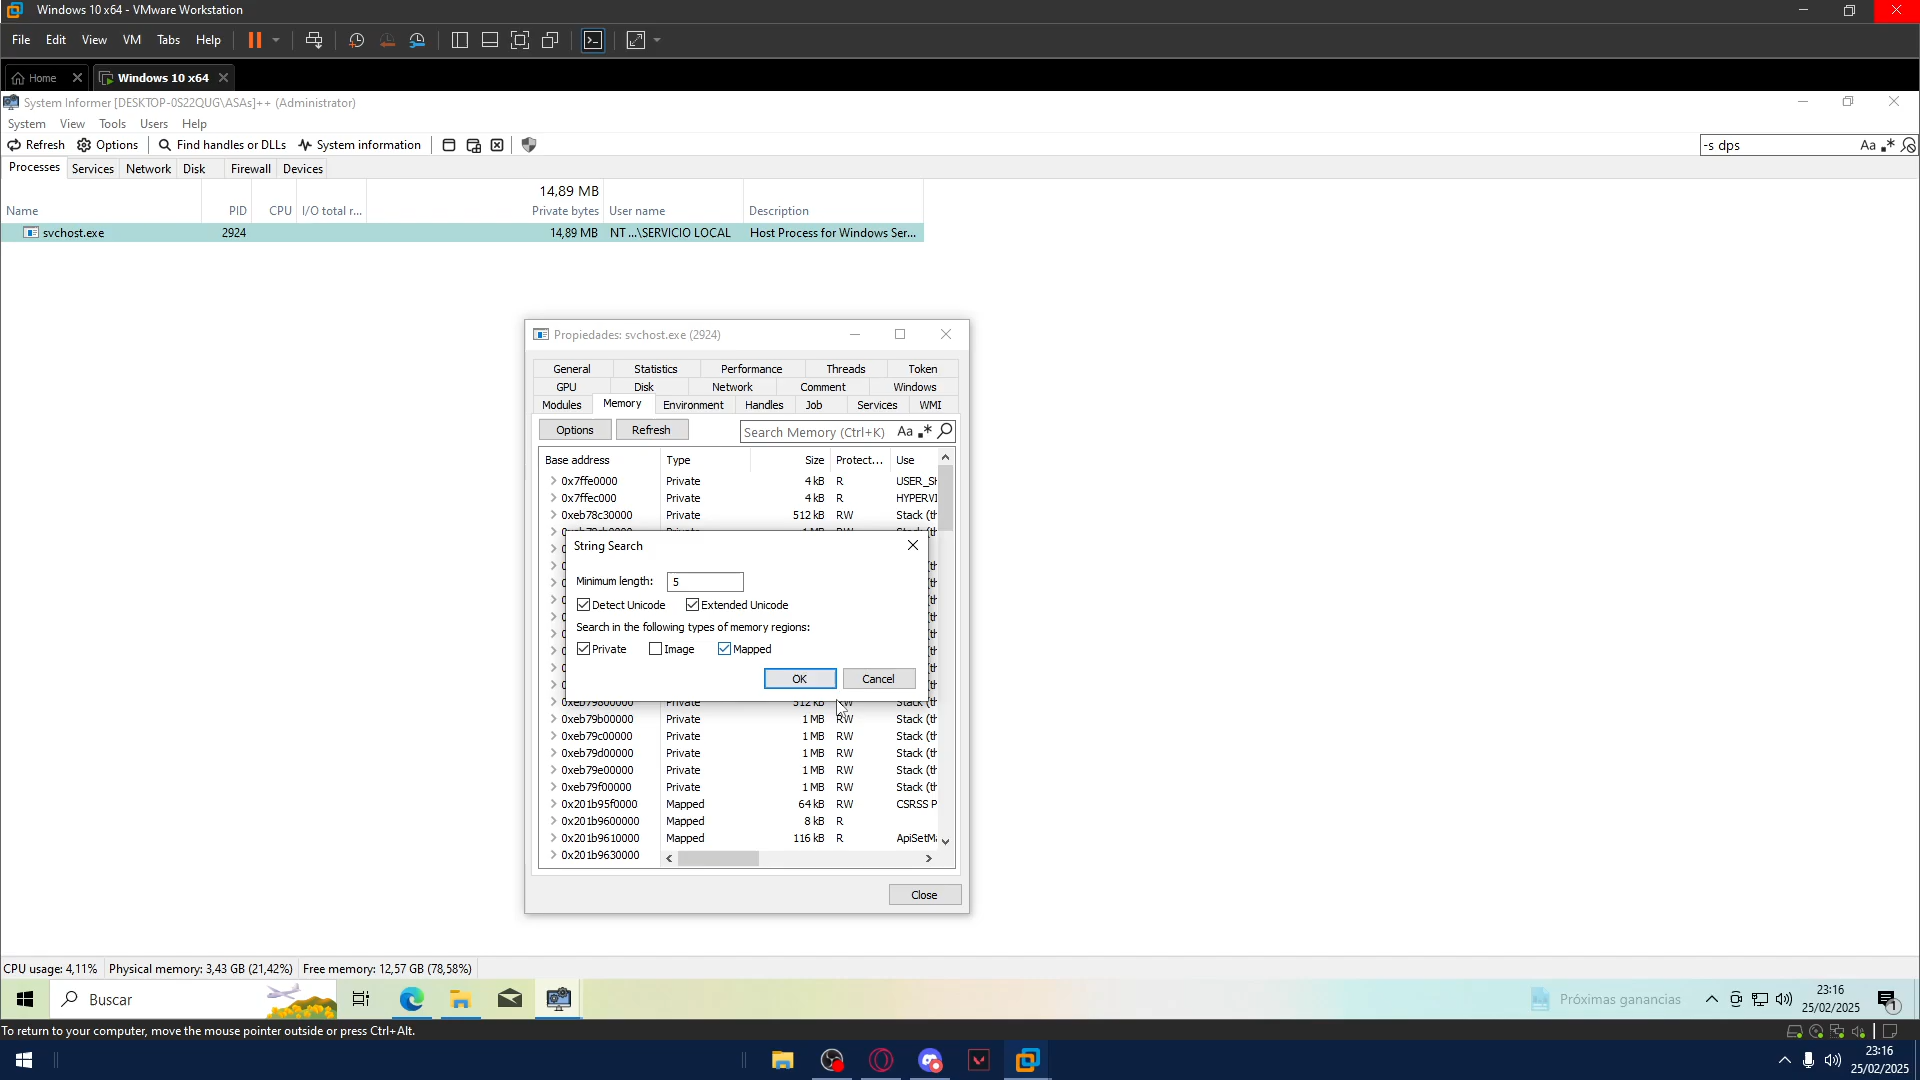 Windows 10 x64 - VMware Workstation
File Edit View VM Tabs Help
Home
Windows 10 x64
System Informer [DESKTOP-0S22QUG\ASAs]++ (Administrator)
System View Tools Users Help
Refresh Options Find handles or DLLs System information
-s dps
Aa
Processes Services Network Disk Firewall Devices
14,89 MB
Name PID CPU I/O total r... Private bytes User name Description
svchost.exe 2924 14,89 MB NT ...\SERVICIO LOCAL Host Process for Windows Ser...
Propiedades: svchost.exe (2924)
General Statistics Performance Threads Token
GPU Disk Network Comment Windows
Modules Memory Environment Handles Job Services WMI
Options Refresh Search Memory (Ctrl+K) Aa
Base address Type Size Protect... Use
0x7ffe0000 Private 4 kB R USER_SH
0x7ffec000 Private 4 kB R HYPERVI
0xeb78c30000 Private 512 kB RW Stack (th
String Search
Minimum length: 5
Detect Unicode Extended Unicode
Search in the following types of memory regions:
Private Image Mapped
OK Cancel
0xeb79800000 Private 512 kB RW Stack (th
0xeb79b00000 Private 1 MB RW Stack (th
0xeb79c00000 Private 1 MB RW Stack (th
0xeb79d00000 Private 1 MB RW Stack (th
0xeb79e00000 Private 1 MB RW Stack (th
0xeb79f00000 Private 1 MB RW Stack (th
0x201b95f0000 Mapped 64 kB RW CSRSS P
0x201b9600000 Mapped 8 kB R
0x201b9610000 Mapped 116 kB R ApiSetMa
0x201b9630000
Close
CPU usage: 4,11% Physical memory: 3,43 GB (21,42%) Free memory: 12,57 GB (78,58%)
Buscar
Próximas ganancias
23:16
25/02/2025
1
To return to your computer, move the mouse pointer outside or press Ctrl+Alt.
23:16
25/02/2025